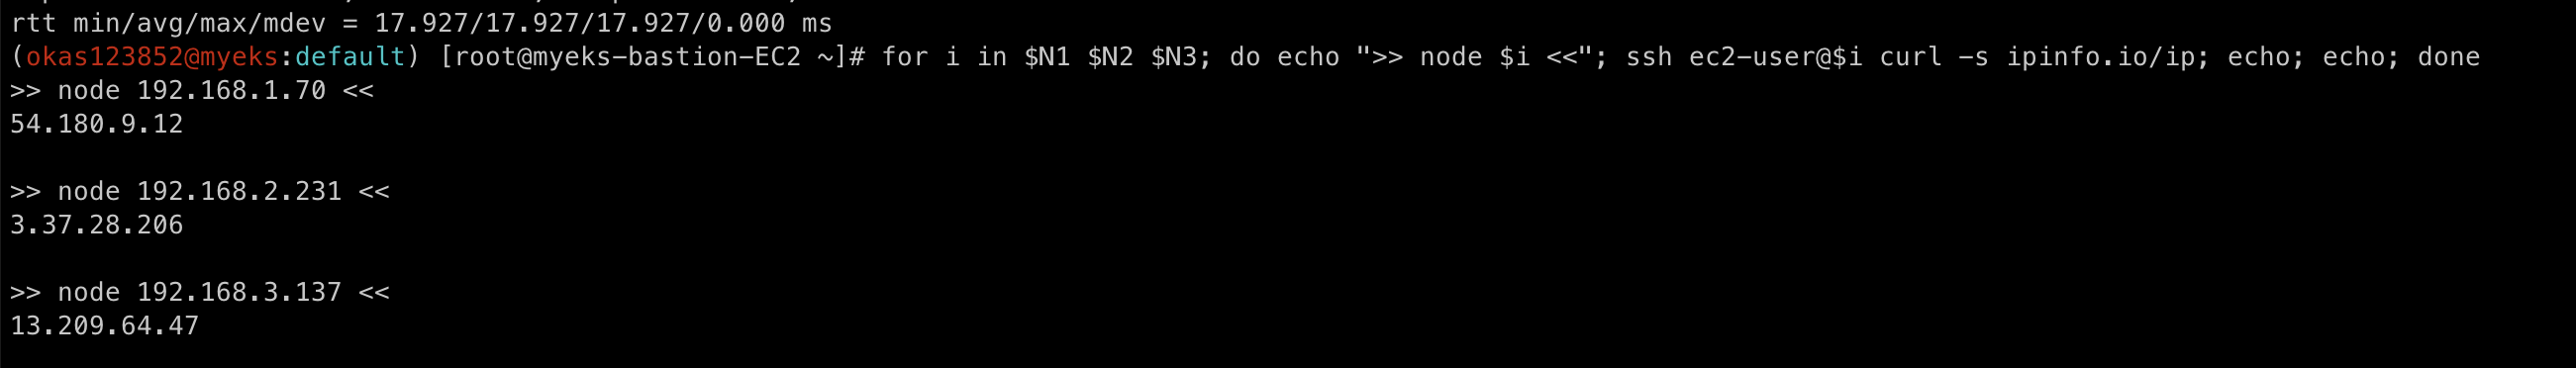 rtt min/avg/max/mdev = 17.927/17.927/17.927/0.000 ms
(okas123852@myeks:default) [root@myeks-bastion-EC2 ~]# for i in $N1 $N2 $N3; do echo ">> node $i <<"; ssh ec2-user@$i curl -s ipinfo.io/ip; echo; echo; done
>> node 192.168.1.70 <<
54.180.9.12
>> node 192.168.2.231 <<
3.37.28.206
>> node 192.168.3.137 <<
13.209.64.47